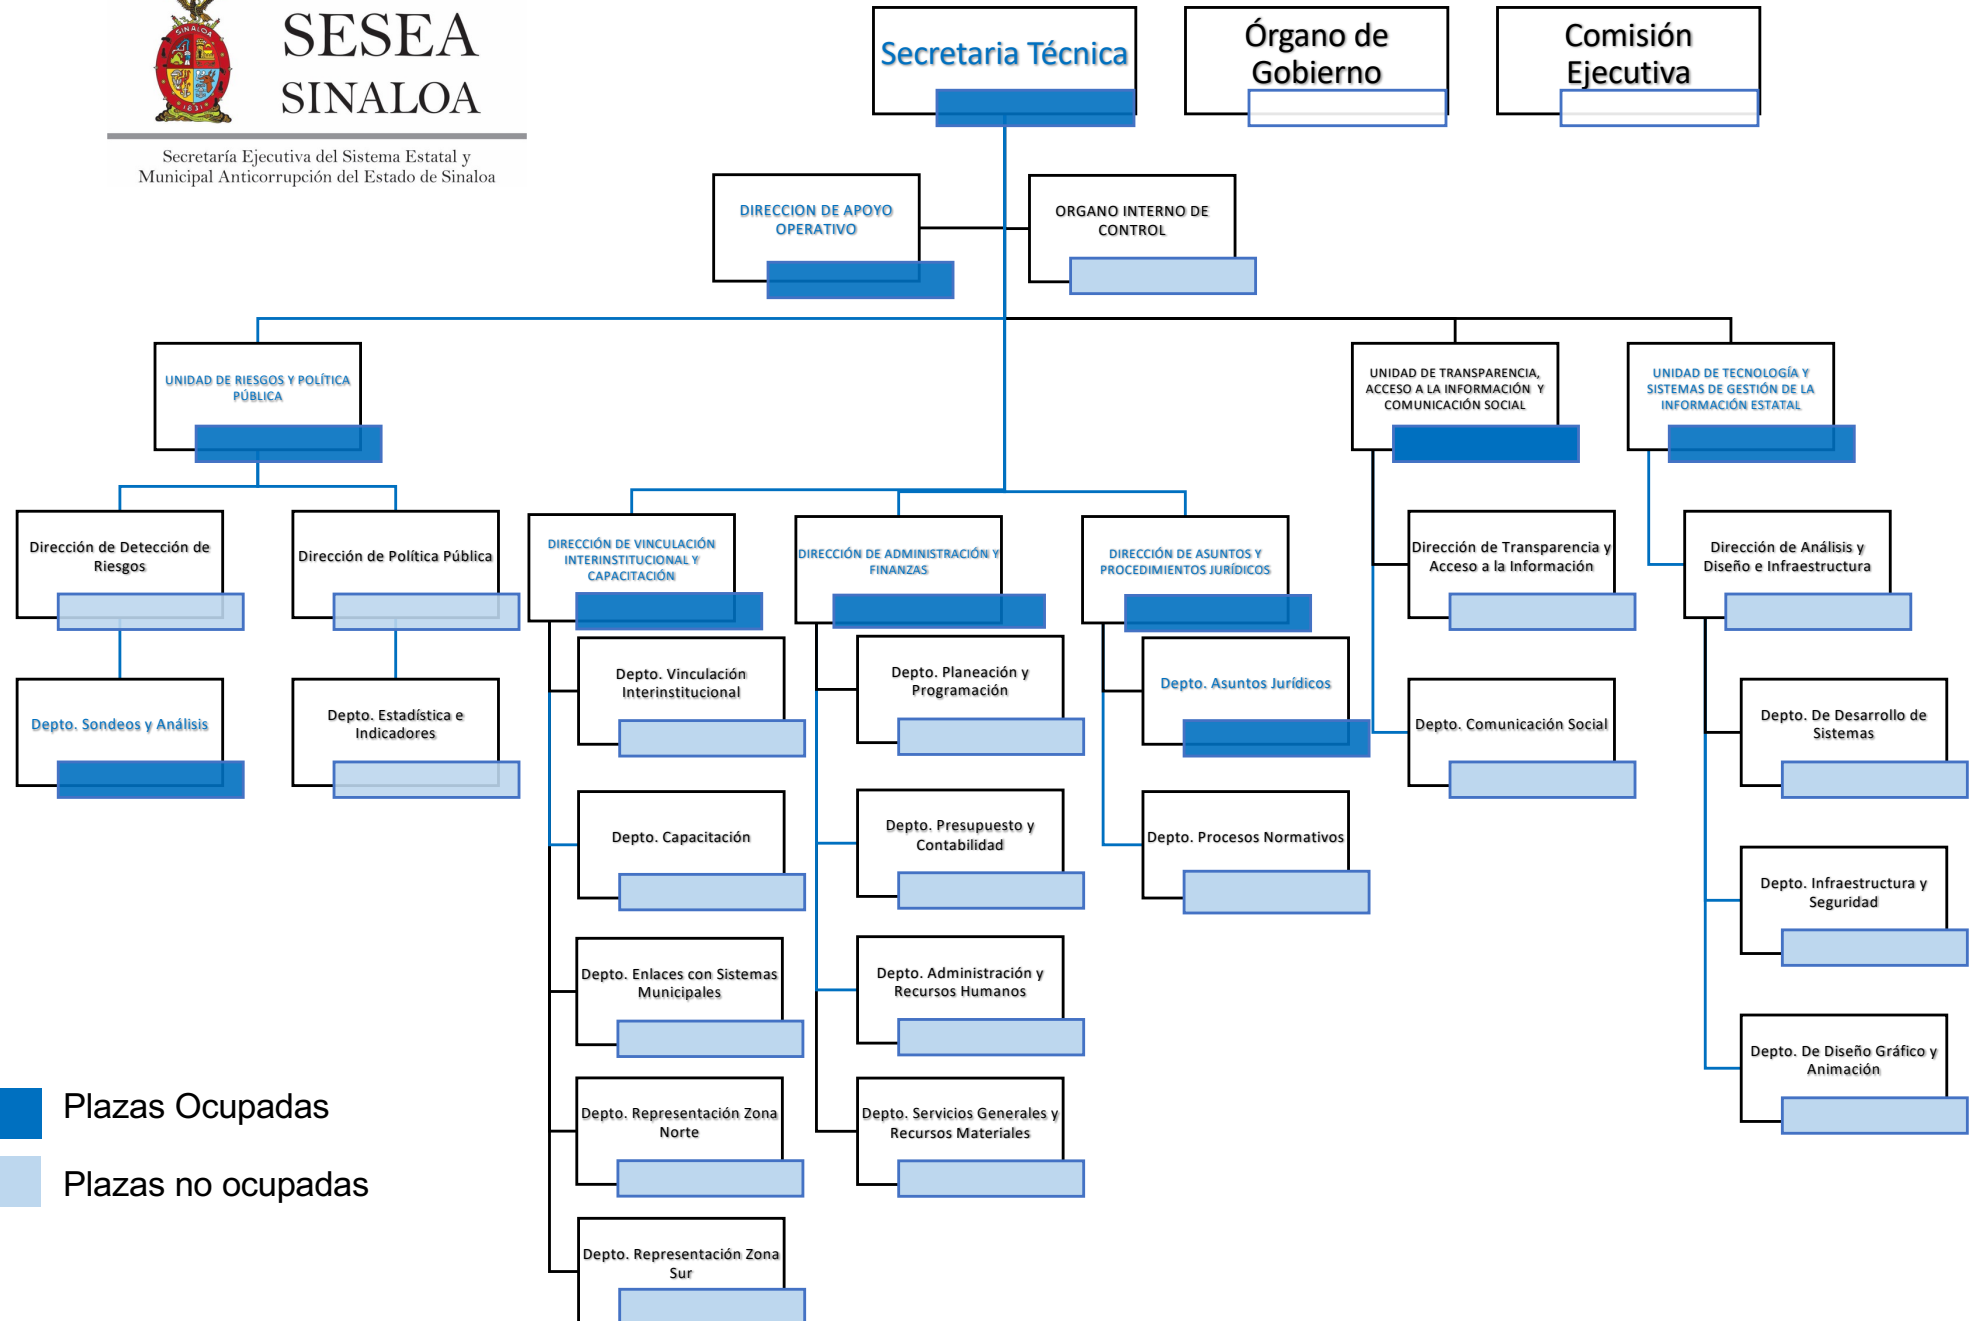 SINALOA
1831
SESEA
SINALOA
Secretaría Ejecutiva del Sistema Estatal y
Municipal Anticorrupción del Estado de Sinaloa
Secretaria Técnica
Órgano de
Gobierno
Comisión
Ejecutiva
DIRECCION DE APOYO
OPERATIVO
ORGANO INTERNO DE
CONTROL
UNIDAD DE RIESGOS Y POLÍTICA
PÚBLICA
UNIDAD DE TRANSPARENCIA,
ACCESO A LA INFORMACIÓN Y
COMUNICACIÓN SOCIAL
UNIDAD DE TECNOLOGÍA Y
SISTEMAS DE GESTIÓN DE LA
INFORMACIÓN ESTATAL
Dirección de Detección de
Riesgos
Dirección de Política Pública
DIRECCIÓN DE VINCULACIÓN
INTERINSTITUCIONAL Y
CAPACITACIÓN
DIRECCIÓN DE ADMINISTRACIÓN Y
FINANZAS
DIRECCIÓN DE ASUNTOS Y
PROCEDIMIENTOS JURÍDICOS
Dirección de Transparencia y
Acceso a la Información
Dirección de Análisis y
Diseño e Infraestructura
Depto. Sondeos y Análisis
Depto. Estadística e
Indicadores
Depto. Vinculación
Interinstitucional
Depto. Planeación y
Programación
Depto. Asuntos Jurídicos
Depto. Comunicación Social
Depto. De Desarrollo de
Sistemas
Depto. Capacitación
Depto. Presupuesto y
Contabilidad
Depto. Procesos Normativos
Depto. Infraestructura y
Seguridad
Depto. Enlaces con Sistemas
Municipales
Depto. Administración y
Recursos Humanos
Depto. De Diseño Gráfico y
Animación
Depto. Representación Zona
Norte
Depto. Servicios Generales y
Recursos Materiales
Depto. Representación Zona
Sur
Plazas Ocupadas
Plazas no ocupadas